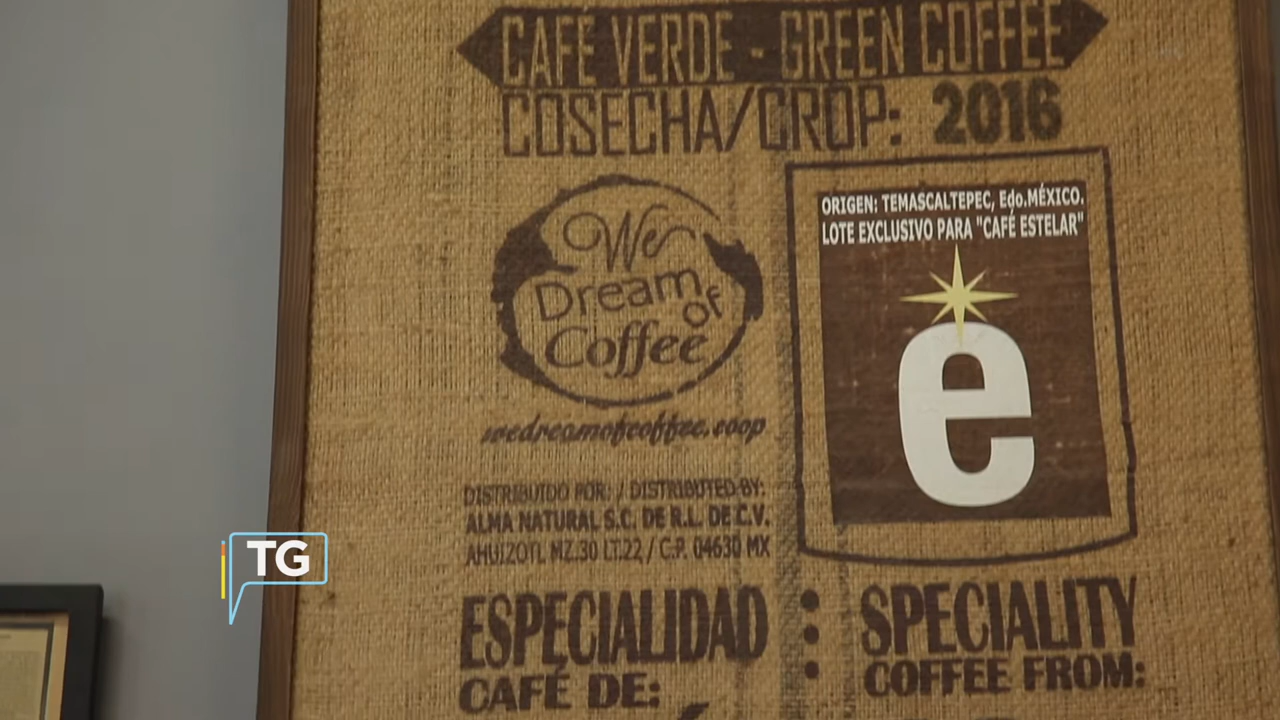 CAFÉ VERDE - GREEN COFFEE
COSECHA/CROP: 2016
We
Dream of
Coffee
wedreamofcoffee.coop
DISTRIBUIDO POR: / DISTRIBUTED BY:
ALMA NATURAL S.C. DE R.L. DE C.V.
AHUIZOTL MZ.30 LT.22 / C.P. 04630 MX
ORIGEN: TEMASCALTEPEC, Edo.MÉXICO.
LOTE EXCLUSIVO PARA "CAFÉ ESTELAR"
e
ESPECIALIDAD : SPECIALITY
CAFÉ DE: COFFEE FROM:
TG